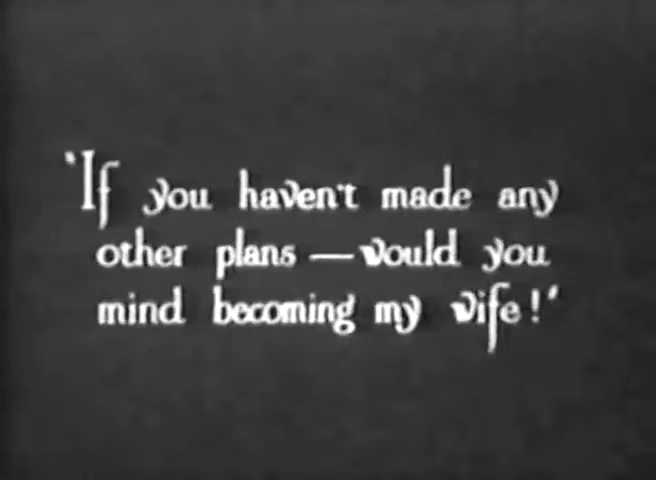 'If you haven't made any
other plans — would you
mind becoming my wife!'